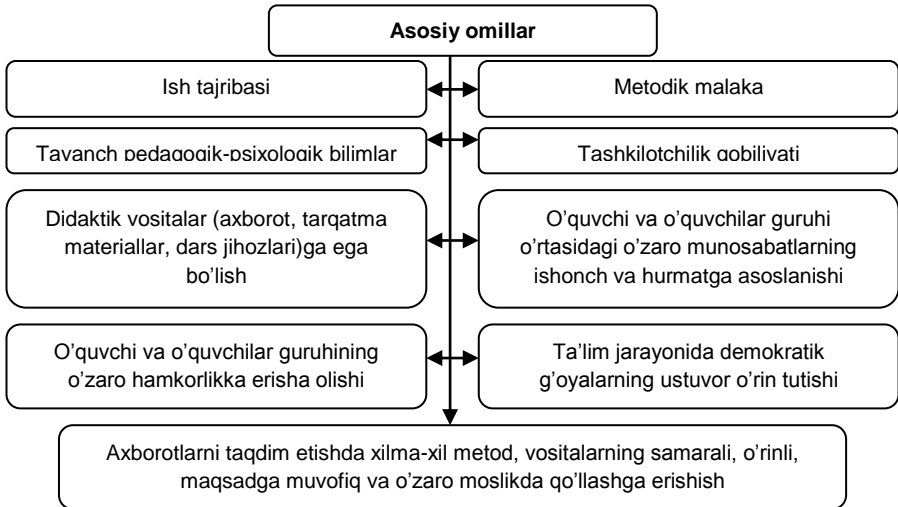 Asosiy omillar
Ish tajribasi
Metodik malaka
Tayanch pedagogik-psixologik bilimlar
Tashkilotchilik qobiliyati
Didaktik vositalar (axborot, tarqatma
materiallar, dars jihozlari)ga ega
bo’lish
O’quvchi va o’quvchilar guruhi
o’rtasidagi o’zaro munosabatlarning
ishonch va hurmatga asoslanishi
O’quvchi va o’quvchilar guruhining
o’zaro hamkorlikka erisha olishi
Ta’lim jarayonida demokratik
g’oyalarning ustuvor o’rin tutishi
Axborotlarni taqdim etishda xilma-xil metod, vositalarning samarali, o’rinli,
maqsadga muvofiq va o’zaro moslikda qo’llashga erishish